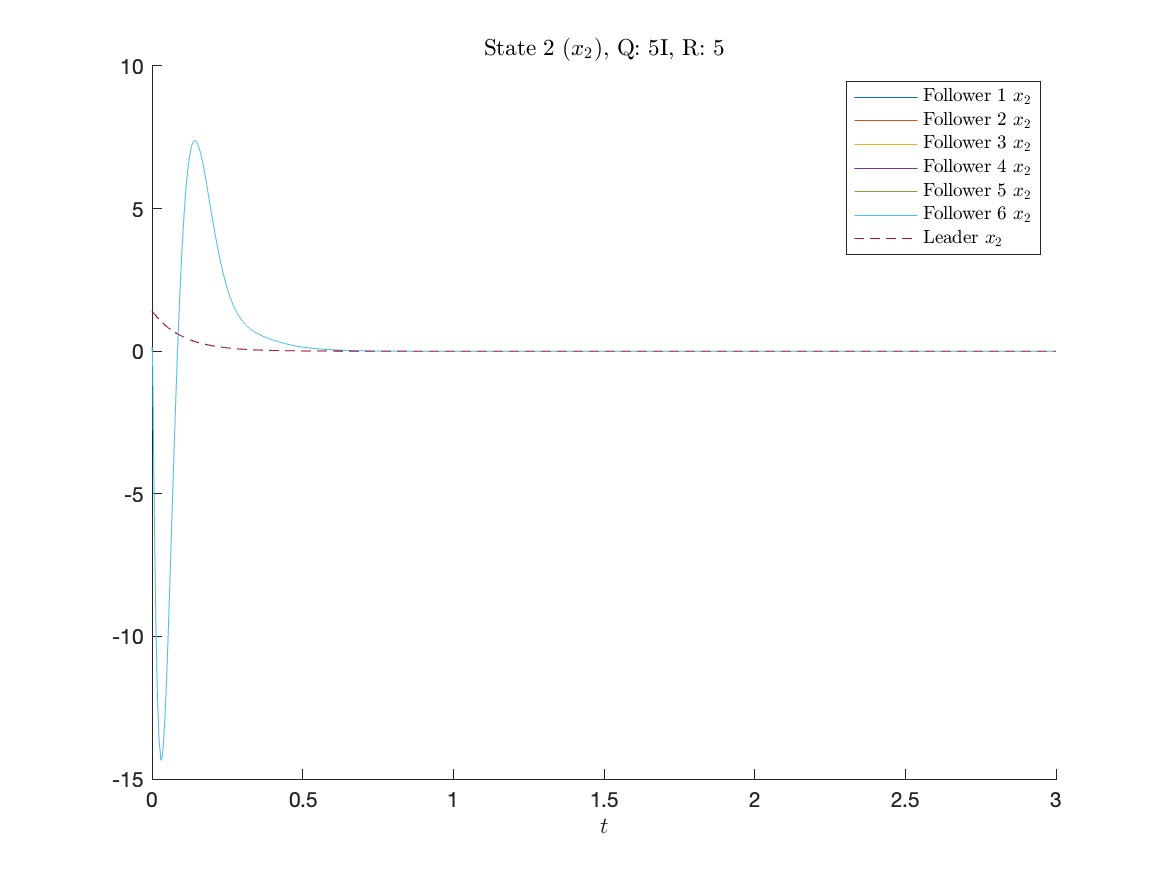 State 2 (x₂), Q: 5I, R: 5
10
5
0
-5
-10
-15
Follower 1 x₂
Follower 2 x₂
Follower 3 x₂
Follower 4 x₂
Follower 5 x₂
Follower 6 x₂
Leader x₂
0 0.5 1 1.5 2 2.5 3
t